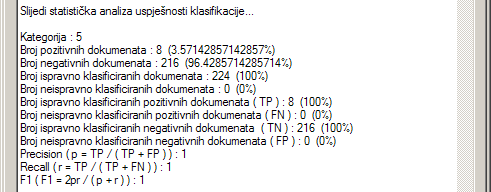 Slijedi statistička analiza uspješnosti klasifikacije...
Kategorija : 5
Broj pozitivnih dokumenata : 8 (3.57142857142857%)
Broj negativnih dokumenata : 216 (96.4285714285714%)
Broj ispravno klasificiranih dokumenata : 224 (100%)
Broj neispravno klasificiranih dokumenata : 0 (0%)
Broj ispravno klasificiranih pozitivnih dokumenata ( TP ) : 8 (100%)
Broj neispravno klasificiranih pozitivnih dokumenata ( FN ) : 0 (0%)
Broj ispravno klasificiranih negativnih dokumenata ( TN ) : 216 (100%)
Broj neispravno klasificiranih negativnih dokumenata ( FP ) : 0 (0%)
Precision ( p = TP / ( TP + FP ) ) : 1
Recall ( r = TP / ( TP + FN ) ) : 1
F1 ( F1 = 2pr / ( p + r ) ) : 1